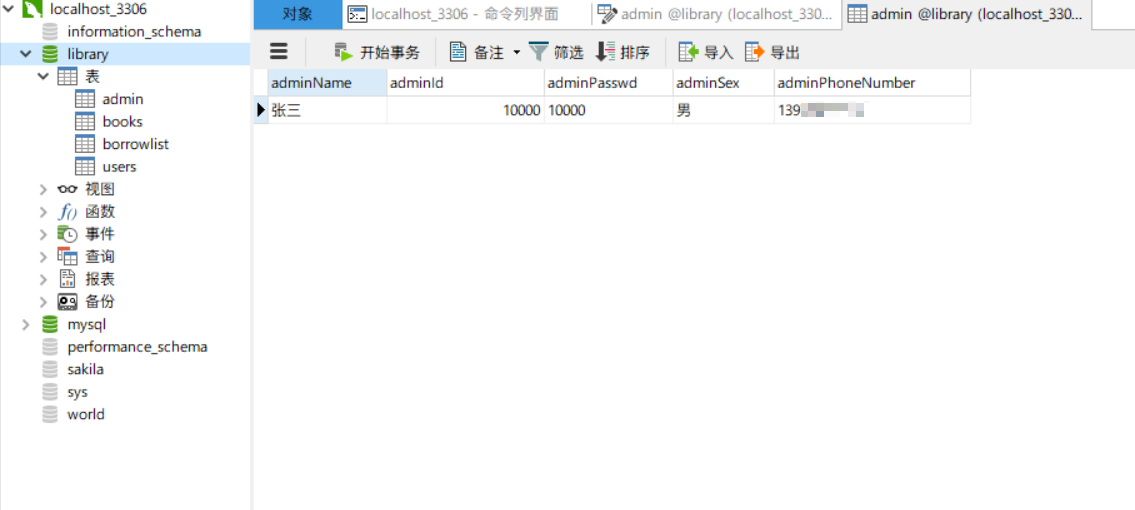 localhost_3306
information_schema
library
表
admin
books
borrowlist
users
视图
f()
函数
事件
查询
报表
备份
mysql
performance_schema
sakila
sys
world
对象 localhost_3306 - 命令列界面 admin @library (localhost_330... admin @library (localhost_330...
开始事务 备注 筛选 排序 导入 导出
adminName adminId adminPasswd adminSex adminPhoneNumber
张三 10000 10000 男 139